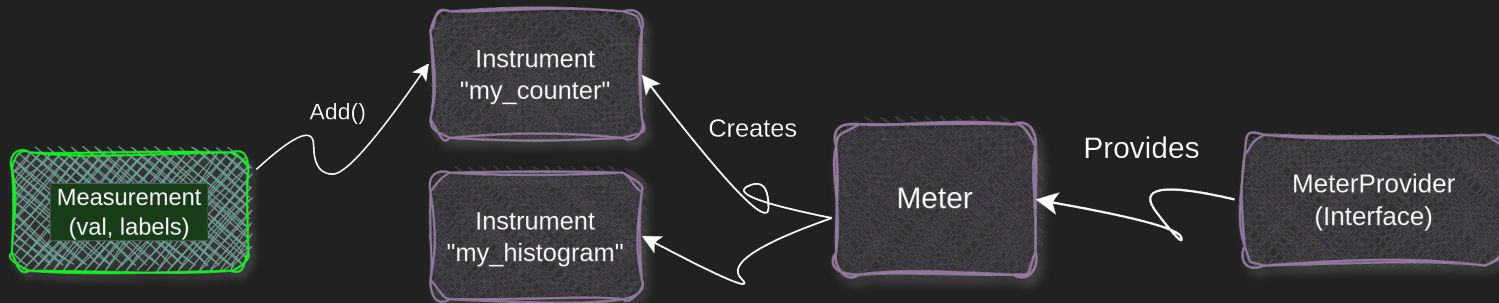 Instrument
"my_counter"
Add()
Creates
Measurement
(val, labels)
Instrument
"my_histogram"
Meter
Provides
MeterProvider
(Interface)